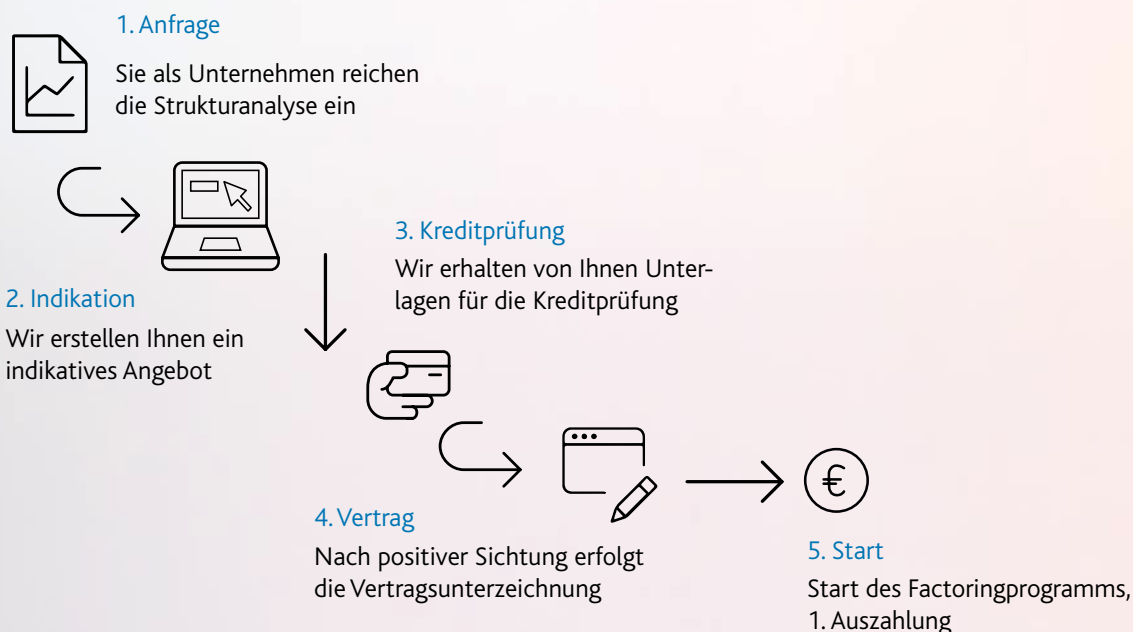 1. Anfrage
Sie als Unternehmen reichen
die Strukturanalyse ein
2. Indikation
Wir erstellen Ihnen ein
indikatives Angebot
3. Kreditprüfung
Wir erhalten von Ihnen Unter-
lagen für die Kreditprüfung
4. Vertrag
Nach positiver Sichtung erfolgt
die Vertragsunterzeichnung
€
5. Start
Start des Factoringprogramms,
1. Auszahlung